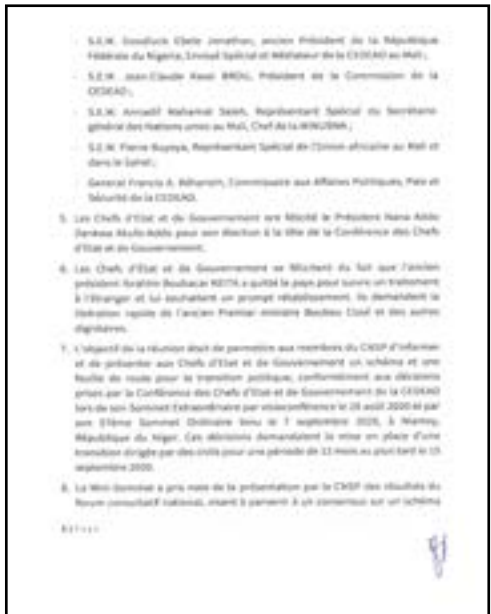 - S.E.M. Goodluck Ebele Jonathan, ancien Président de la République
Fédérale du Nigeria, Envoyé Spécial et Médiateur de la CEDEAO au Mali ;
- S.E.M. Jean-Claude Kassi BROU, Président de la Commission de la
CEDEAO ;
- S.E.M. Annadif Mahamat Saleh, Représentant Spécial du Secrétaire
général des Nations unies au Mali, Chef de la MINUSMA ;
- S.E.M. Pierre Buyoya, Représentant Spécial de l'Union africaine au Mali et
dans le Sahel ;
- Général Francis A. Béhanzin, Commissaire aux Affaires Politiques, Paix et
Sécurité de la CEDEAO.
5. Les Chefs d'Etat et de Gouvernement ont félicité le Président Nana Addo
Dankwa Akufo-Addo pour son élection à la tête de la Conférence des Chefs
d'Etat et de Gouvernement.
6. Les Chefs d'Etat et de Gouvernement se félicitent du fait que l'ancien
président Ibrahim Boubacar KEITA a quitté le pays pour suivre un traitement
à l'étranger et lui souhaitent un prompt rétablissement. Ils demandent la
libération rapide de l'ancien Premier ministre Boubou Cissé et des autres
dignitaires.
7. L'objectif de la réunion était de permettre aux membres du CNSP d'informer
et de présenter aux Chefs d'Etat et de Gouvernement un schéma et une
feuille de route pour la transition politique, conformément aux décisions
prises par la Conférence des Chefs d'Etat et de Gouvernement de la CEDEAO
lors de son Sommet Extraordinaire par visioconférence le 28 août 2020 et par
son 57ème Sommet Ordinaire tenu le 7 septembre 2020, à Niamey,
République du Niger. Ces décisions demandaient la mise en place d'une
transition dirigée par des civils pour une période de 12 mois au plus tard le 15
septembre 2020.
8. Le Mini-Sommet a pris note de la présentation par le CNSP des résultats du
forum consultatif national, visant à parvenir à un consensus sur un schéma